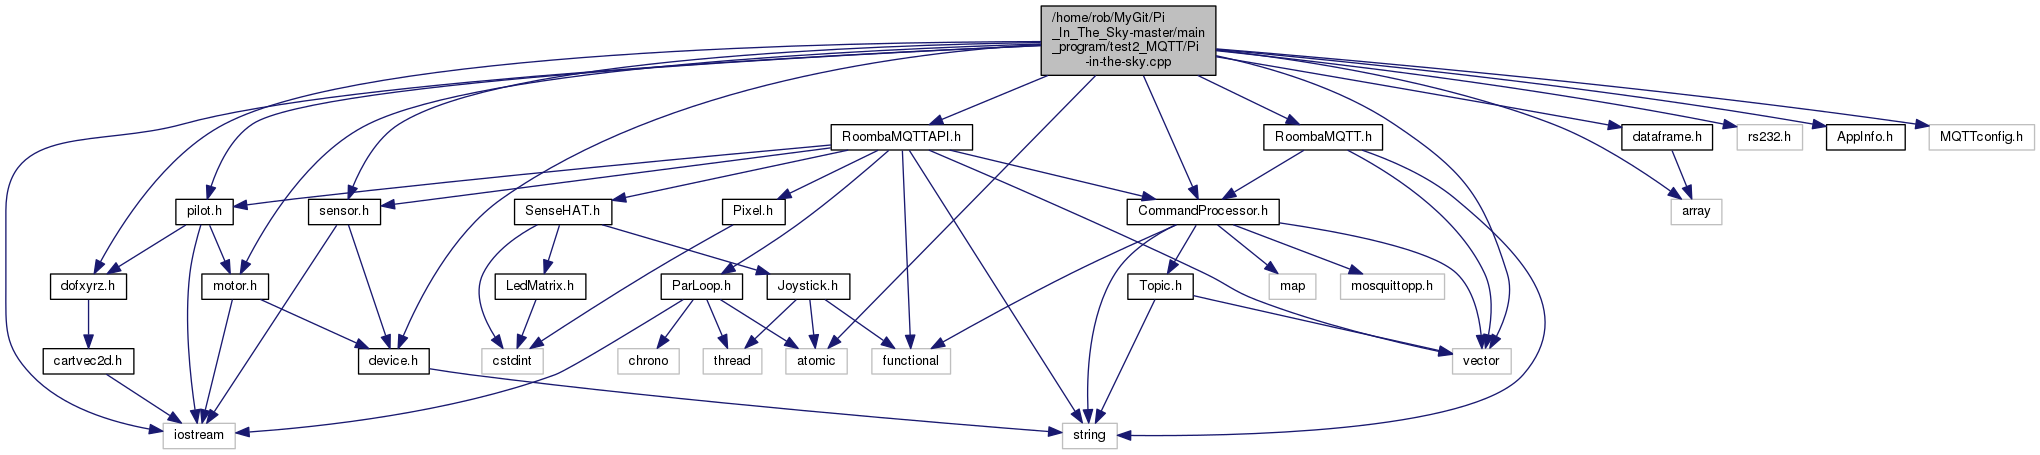 /home/rob/MyGit/Pi
_In_The_Sky-master/main
_program/test2_MQTT/Pi
-in-the-sky.cpp
RoombaMQTTAPI.h
RoombaMQTT.h
dataframe.h
rs232.h
AppInfo.h
MQTTconfig.h
pilot.h
sensor.h
SenseHAT.h
Pixel.h
CommandProcessor.h
array
dofxyrz.h
motor.h
LedMatrix.h
ParLoop.h
Joystick.h
Topic.h
map
mosquittopp.h
cartvec2d.h
device.h
cstdint
chrono
thread
atomic
functional
vector
iostream
string